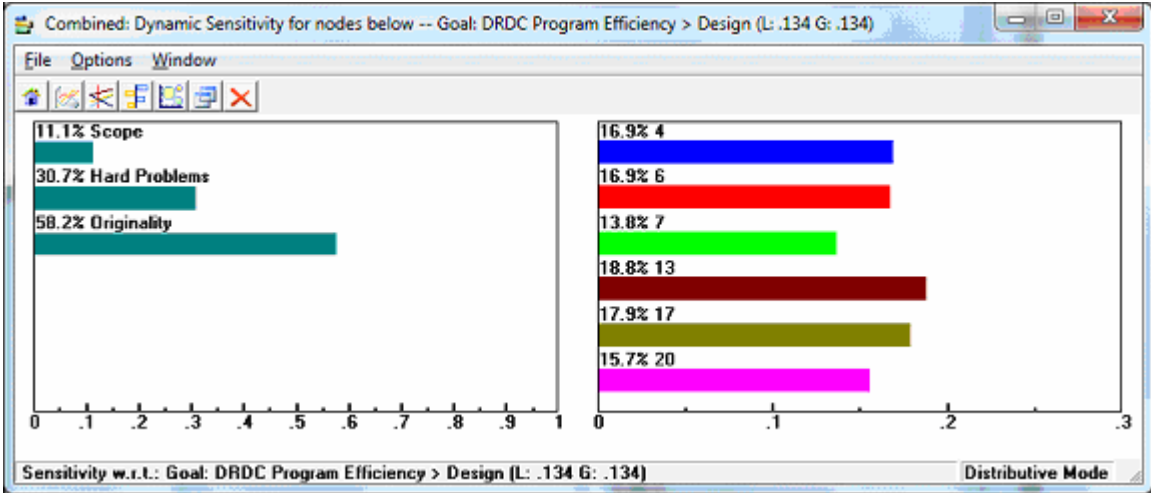 Combined: Dynamic Sensitivity for nodes below -- Goal: DRDC Program Efficiency > Design (L: .134 G: .134)
File Options Window
11.1% Scope
30.7% Hard Problems
58.2% Originality
0 .1 .2 .3 .4 .5 .6 .7 .8 .9 1
16.9% 4
16.9% 6
13.8% 7
18.8% 13
17.9% 17
15.7% 20
0 .1 .2 .3
Sensitivity w.r.t.: Goal: DRDC Program Efficiency > Design (L: .134 G: .134)
Distributive Mode